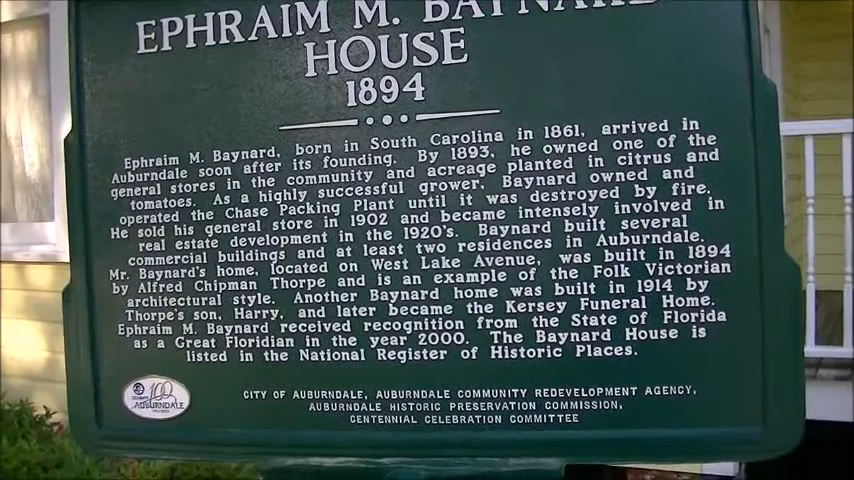 EPHRAIM M. BAYNARD
HOUSE
1894
Ephraim M. Baynard, born in South Carolina in 1861, arrived in
Auburndale soon after its founding. By 1893, he owned one of the
general stores in the community and acreage planted in citrus and
tomatoes. As a highly successful grower, Baynard owned and
operated the Chase Packing Plant until it was destroyed by fire.
He sold his general store in 1902 and became intensely involved in
real estate development in the 1920's. Baynard built several
commercial buildings and at least two residences in Auburndale.
Mr. Baynard's home, located on West Lake Avenue, was built in 1894
by Alfred Chipman Thorpe and is an example of the Folk Victorian
architectural style. Another Baynard home was built in 1914 by
Thorpe's son, Harry, and later became the Kersey Funeral Home.
Ephraim M. Baynard received recognition from the State of Florida
as a Great Floridian in the year 2000. The Baynard House is
listed in the National Register of Historic Places.
100
AUBURNDALE
CITY OF AUBURNDALE, AUBURNDALE COMMUNITY REDEVELOPMENT AGENCY,
AUBURNDALE HISTORIC PRESERVATION COMMISSION,
CENTENNIAL CELEBRATION COMMITTEE